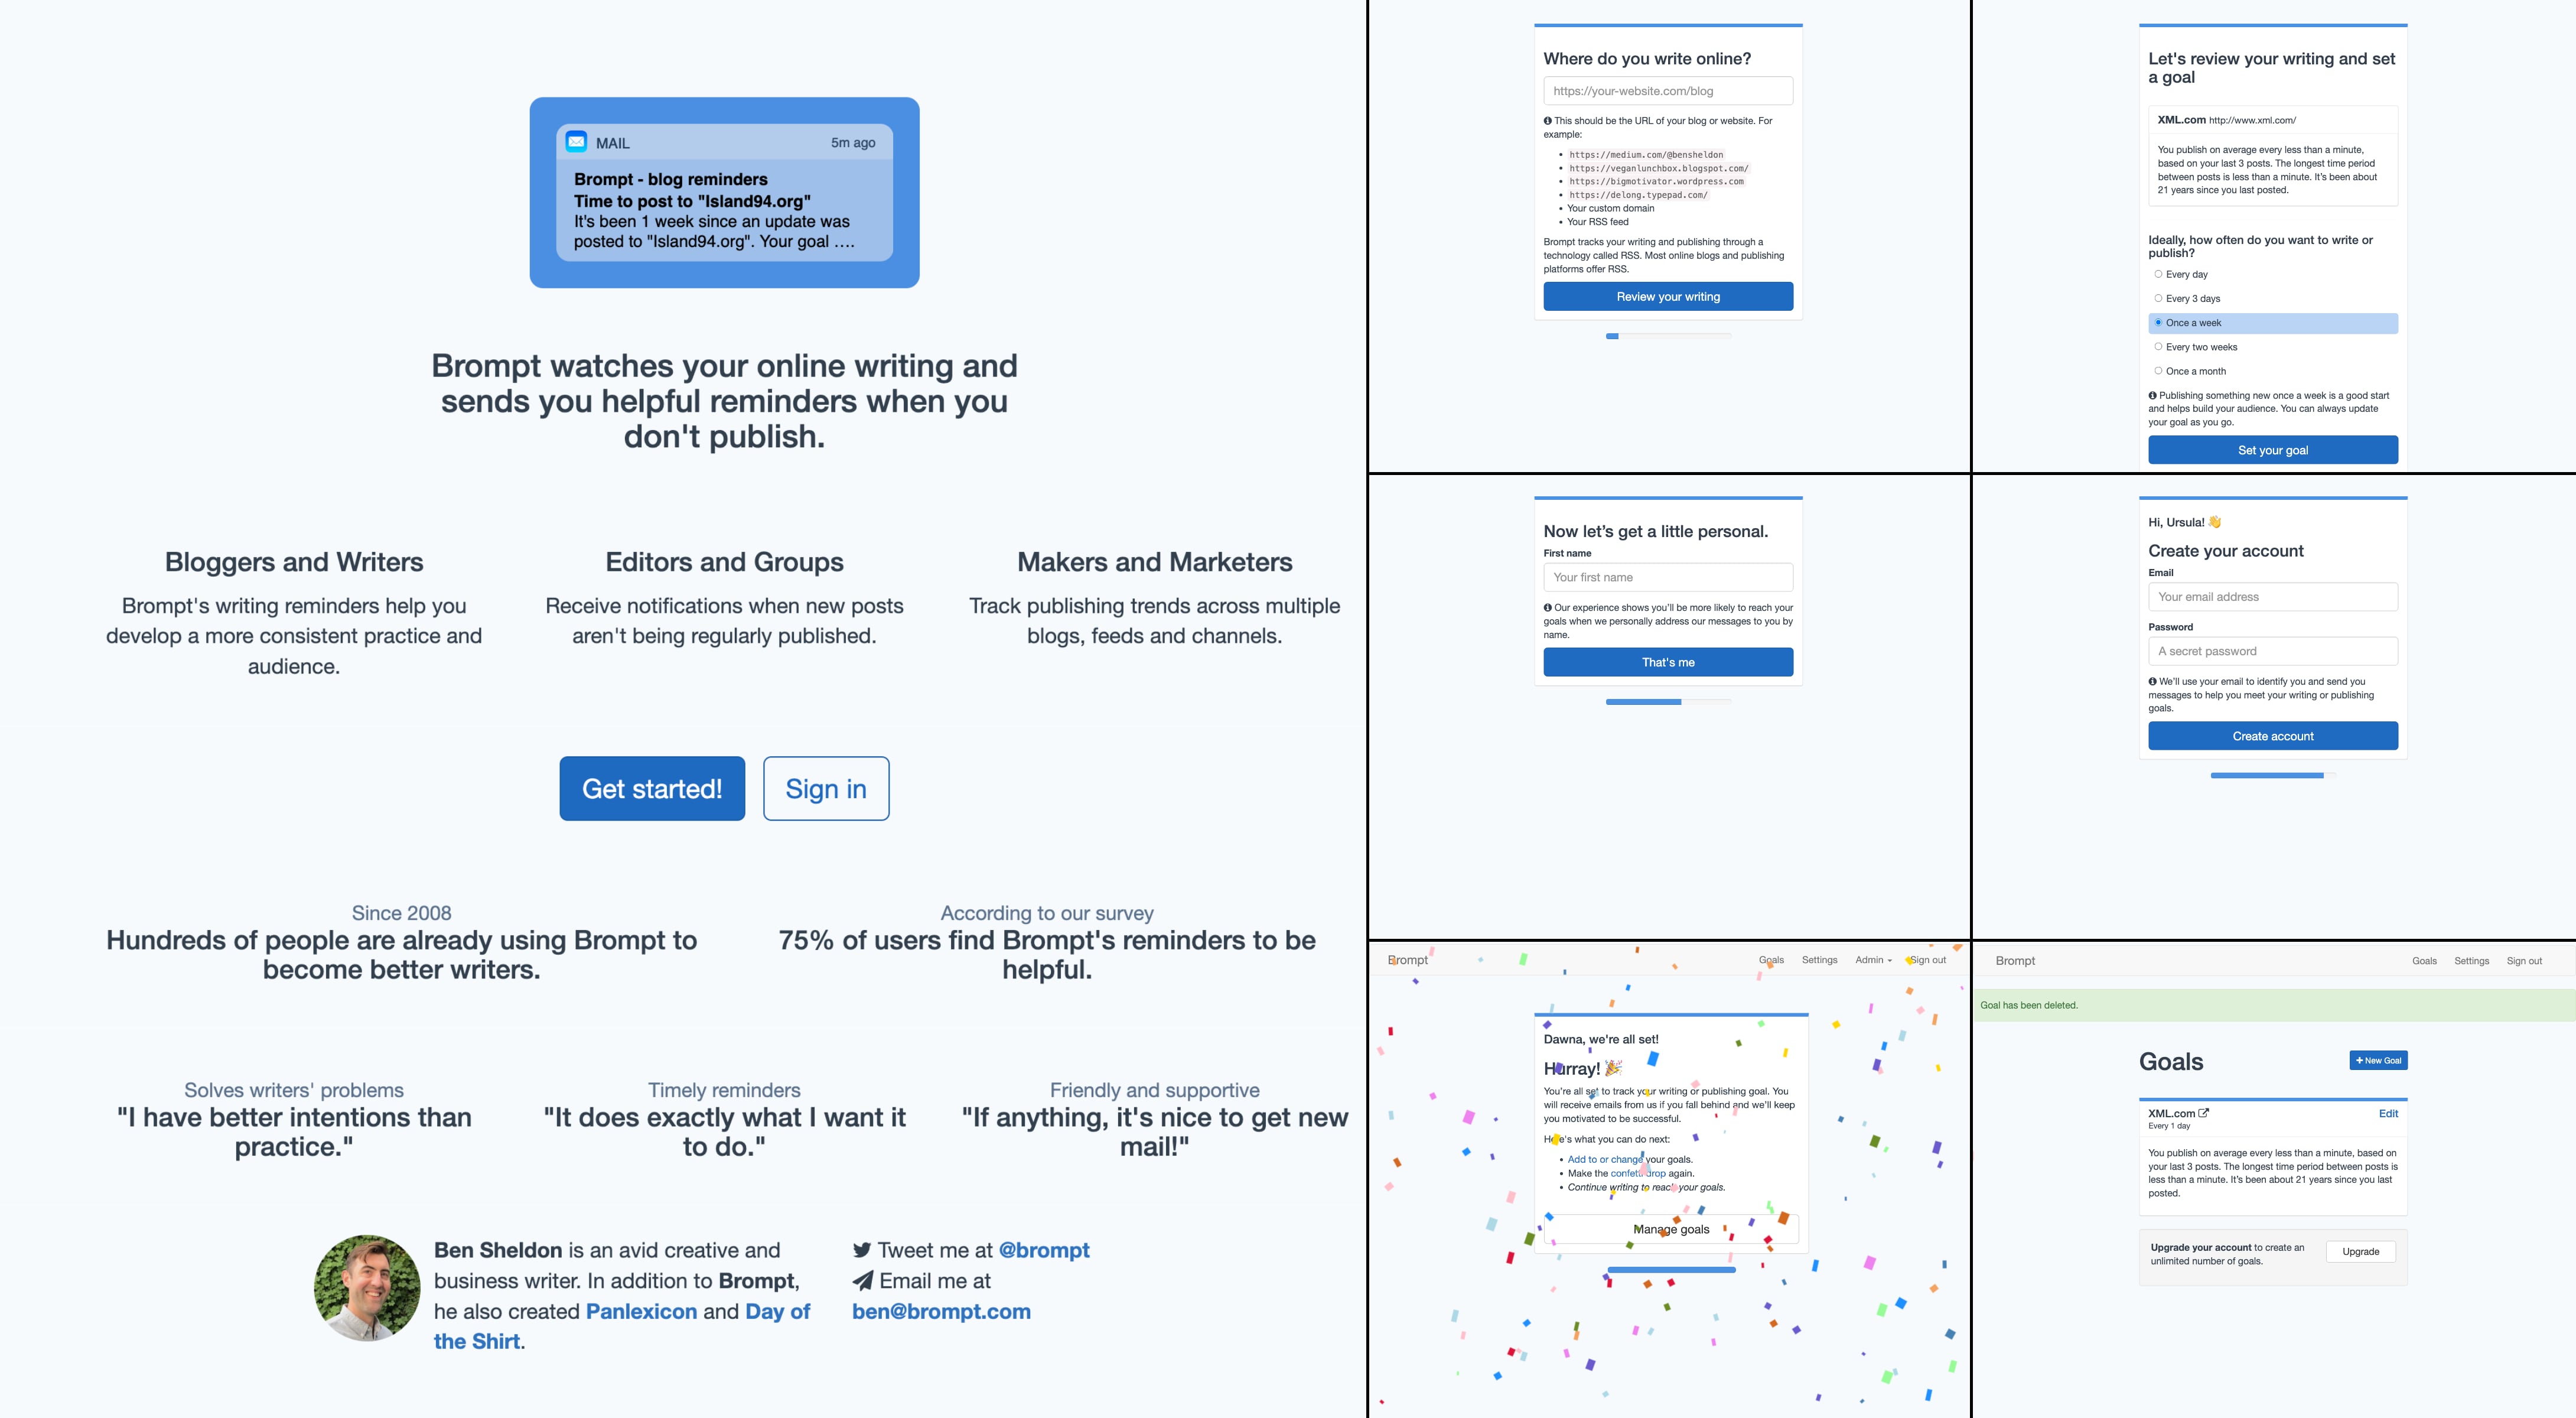 MAIL
5m ago
Brompt - blog reminders
Time to post to "Island94.org"
It's been 1 week since an update was
posted to "Island94.org". Your goal ....
Brompt watches your online writing and
sends you helpful reminders when you
don't publish.
Bloggers and Writers
Brompt's writing reminders help you
develop a more consistent practice and
audience.
Editors and Groups
Receive notifications when new posts
aren't being regularly published.
Makers and Marketers
Track publishing trends across multiple
blogs, feeds and channels.
Get started!
Sign in
Since 2008
Hundreds of people are already using Brompt to
become better writers.
According to our survey
75% of users find Brompt's reminders to be
helpful.
Solves writers' problems
"I have better intentions than
practice."
Timely reminders
"It does exactly what I want it
to do."
Friendly and supportive
"If anything, it's nice to get new
mail!"
Ben Sheldon is an avid creative and
business writer. In addition to Brompt,
he also created Panlexicon and Day of
the Shirt.
Tweet me at @brompt
Email me at
ben@brompt.com
Where do you write online?
https://your-website.com/blog
This should be the URL of your blog or website. For
example:
• https://medium.com/@bensheldon
• https://veganlunchbox.blogspot.com/
• https://bigmotivator.wordpress.com
• https://delong.typepad.com/
• Your custom domain
• Your RSS feed
Brompt tracks your writing and publishing through a
technology called RSS. Most online blogs and publishing
platforms offer RSS.
Review your writing
Let's review your writing and set
a goal
XML.com http://www.xml.com/
You publish on average every less than a minute,
based on your last 3 posts. The longest time period
between posts is less than a minute. It's been about
21 years since you last posted.
Ideally, how often do you want to write or
publish?
Every day
Every 3 days
Once a week
Every two weeks
Once a month
Publishing something new once a week is a good start
and helps build your audience. You can always update
your goal as you go.
Set your goal
Now let's get a little personal.
First name
Your first name
Our experience shows you'll be more likely to reach your
goals when we personally address our messages to you by
name.
That's me
Hi, Ursula! 👋
Create your account
Email
Your email address
Password
A secret password
We'll use your email to identify you and send you
messages to help you meet your writing or publishing
goals.
Create account
Brompt
Goals Settings Admin Sign out
Dawna, we're all set!
Hurray! 🎉
You're all set to track your writing or publishing goal. You
will receive emails from us if you fall behind and we'll keep
you motivated to be successful.
Here's what you can do next:
• Add to or change your goals.
• Make the confetti drop again.
• Continue writing to reach your goals.
Manage goals
Brompt
Goals Settings Sign out
Goal has been deleted.
Goals
+ New Goal
XML.com
Edit
Every 1 day
You publish on average every less than a minute, based on
your last 3 posts. The longest time period between posts is
less than a minute. It's been about 21 years since you last
posted.
Upgrade your account to create an
unlimited number of goals.
Upgrade